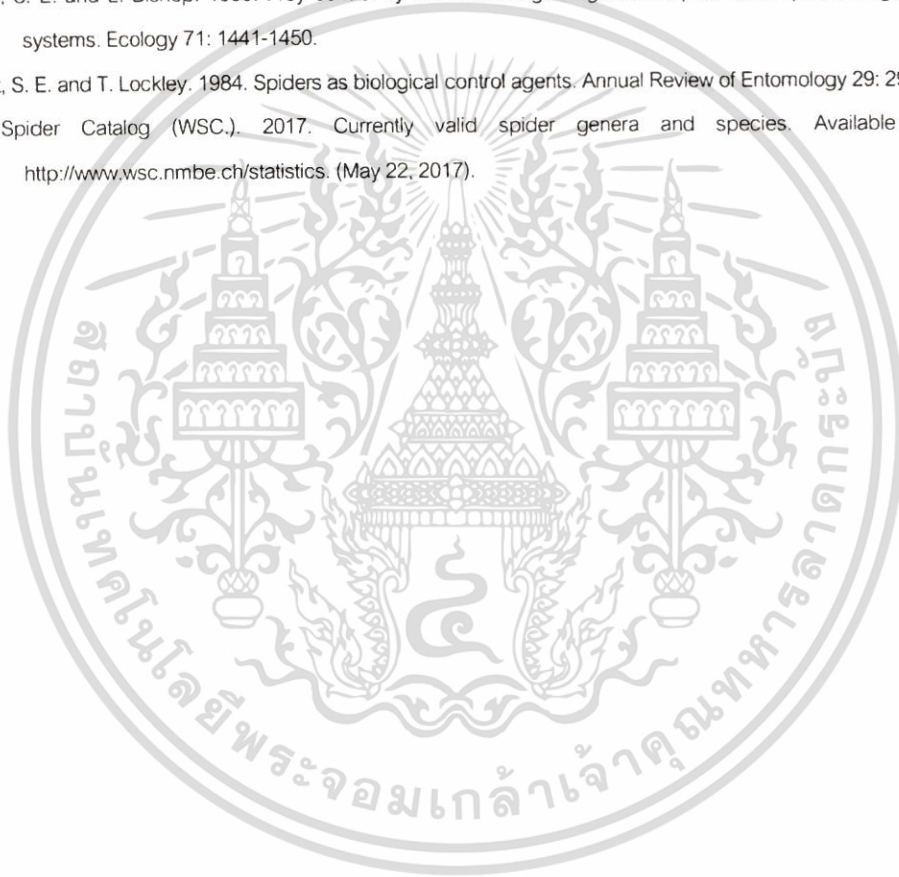 systems. Ecology 71: 1441-1450.
, S. E. and T. Lockley. 1984. Spiders as biological control agents. Annual Review of Entomology 29:
Spider Catalog (WSC.). 2017. Currently valid spider genera and species. Available
http://www.wsc.nmbe.ch/statistics. (May 22, 2017).
สถาบันเทคโนโลยีพระจอมเกล้าเจ้าคุณทหารลาดกระบัง